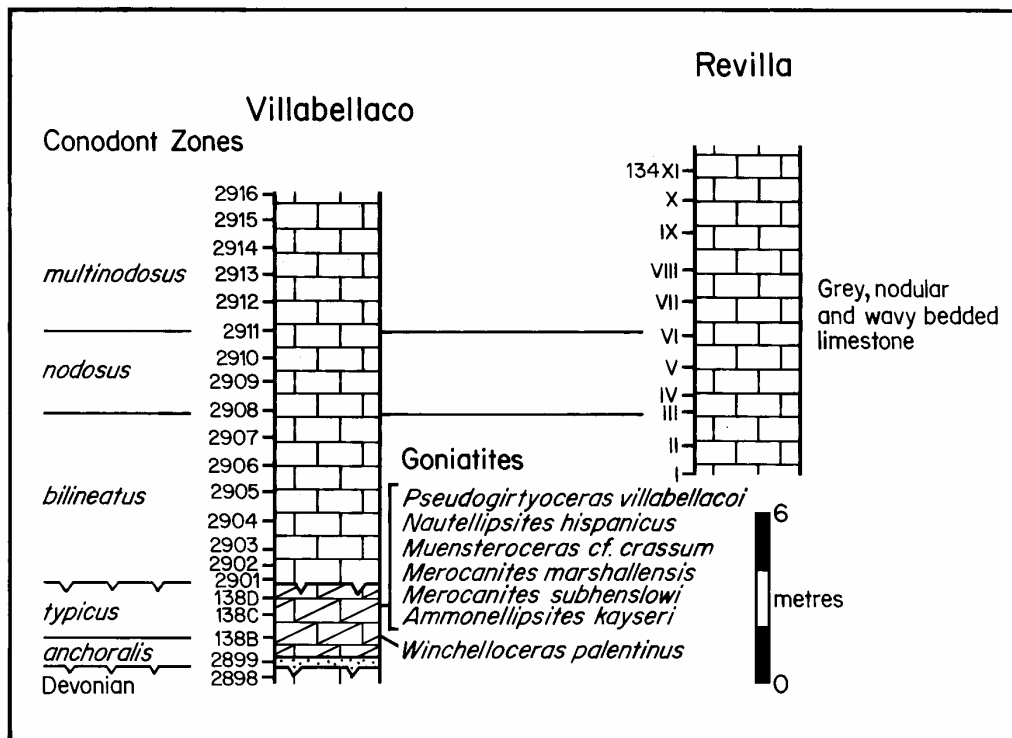 Revilla
Villabellaco
Conodont Zones
multinodosus
nodosus
bilineatus
typicus
anchoralis
Devonian
2916
2915
2914
2913
2912
2911
2910
2909
2908
2907
2906
2905
2904
2903
2902
2901
138D
138C
138B
2899
2898
Goniatites
Pseudogirtyoceras villabellacoi
Nautellipsites hispanicus
Muensteroceras cf. crassum
Merocanites marshallensis
Merocanites subhenslowi
Ammonellipsites kayseri
Winchelloceras palentinus
134XI
X
IX
VIII
VII
VI
V
IV
III
II
I
Grey, nodular
and wavy bedded
limestone
6
metres
0